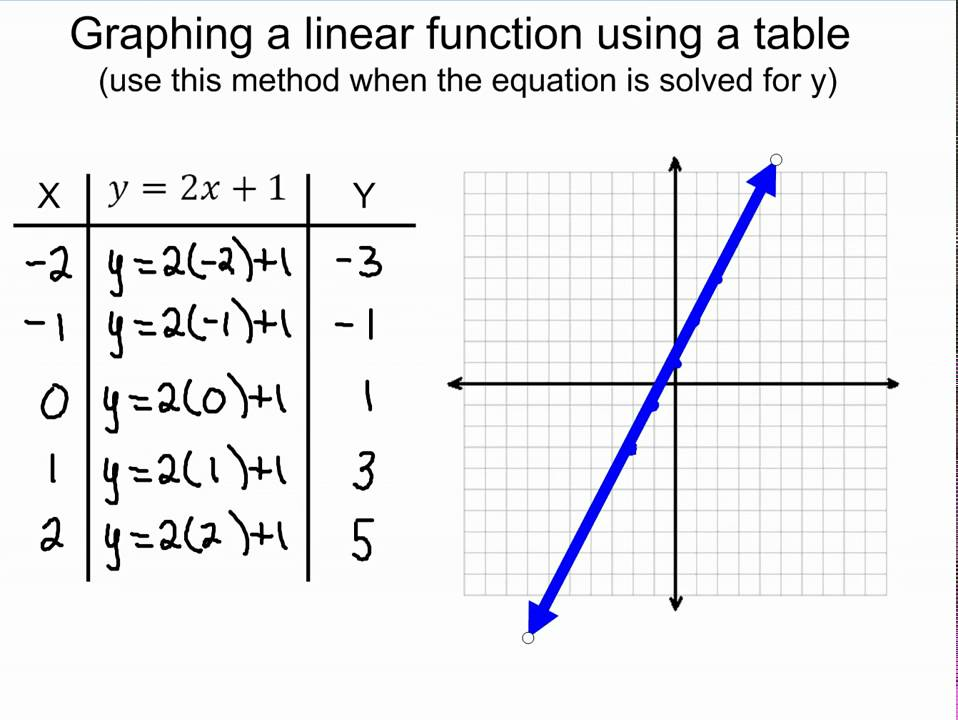 Graphing a linear function using a table
(use this method when the equation is solved for y)
X y = 2x + 1 Y
-2 y=2(-2)+1 -3
-1 y=2(-1)+1 -1
0 y=2(0)+1 1
1 y=2(1)+1 3
2 y=2(2)+1 5